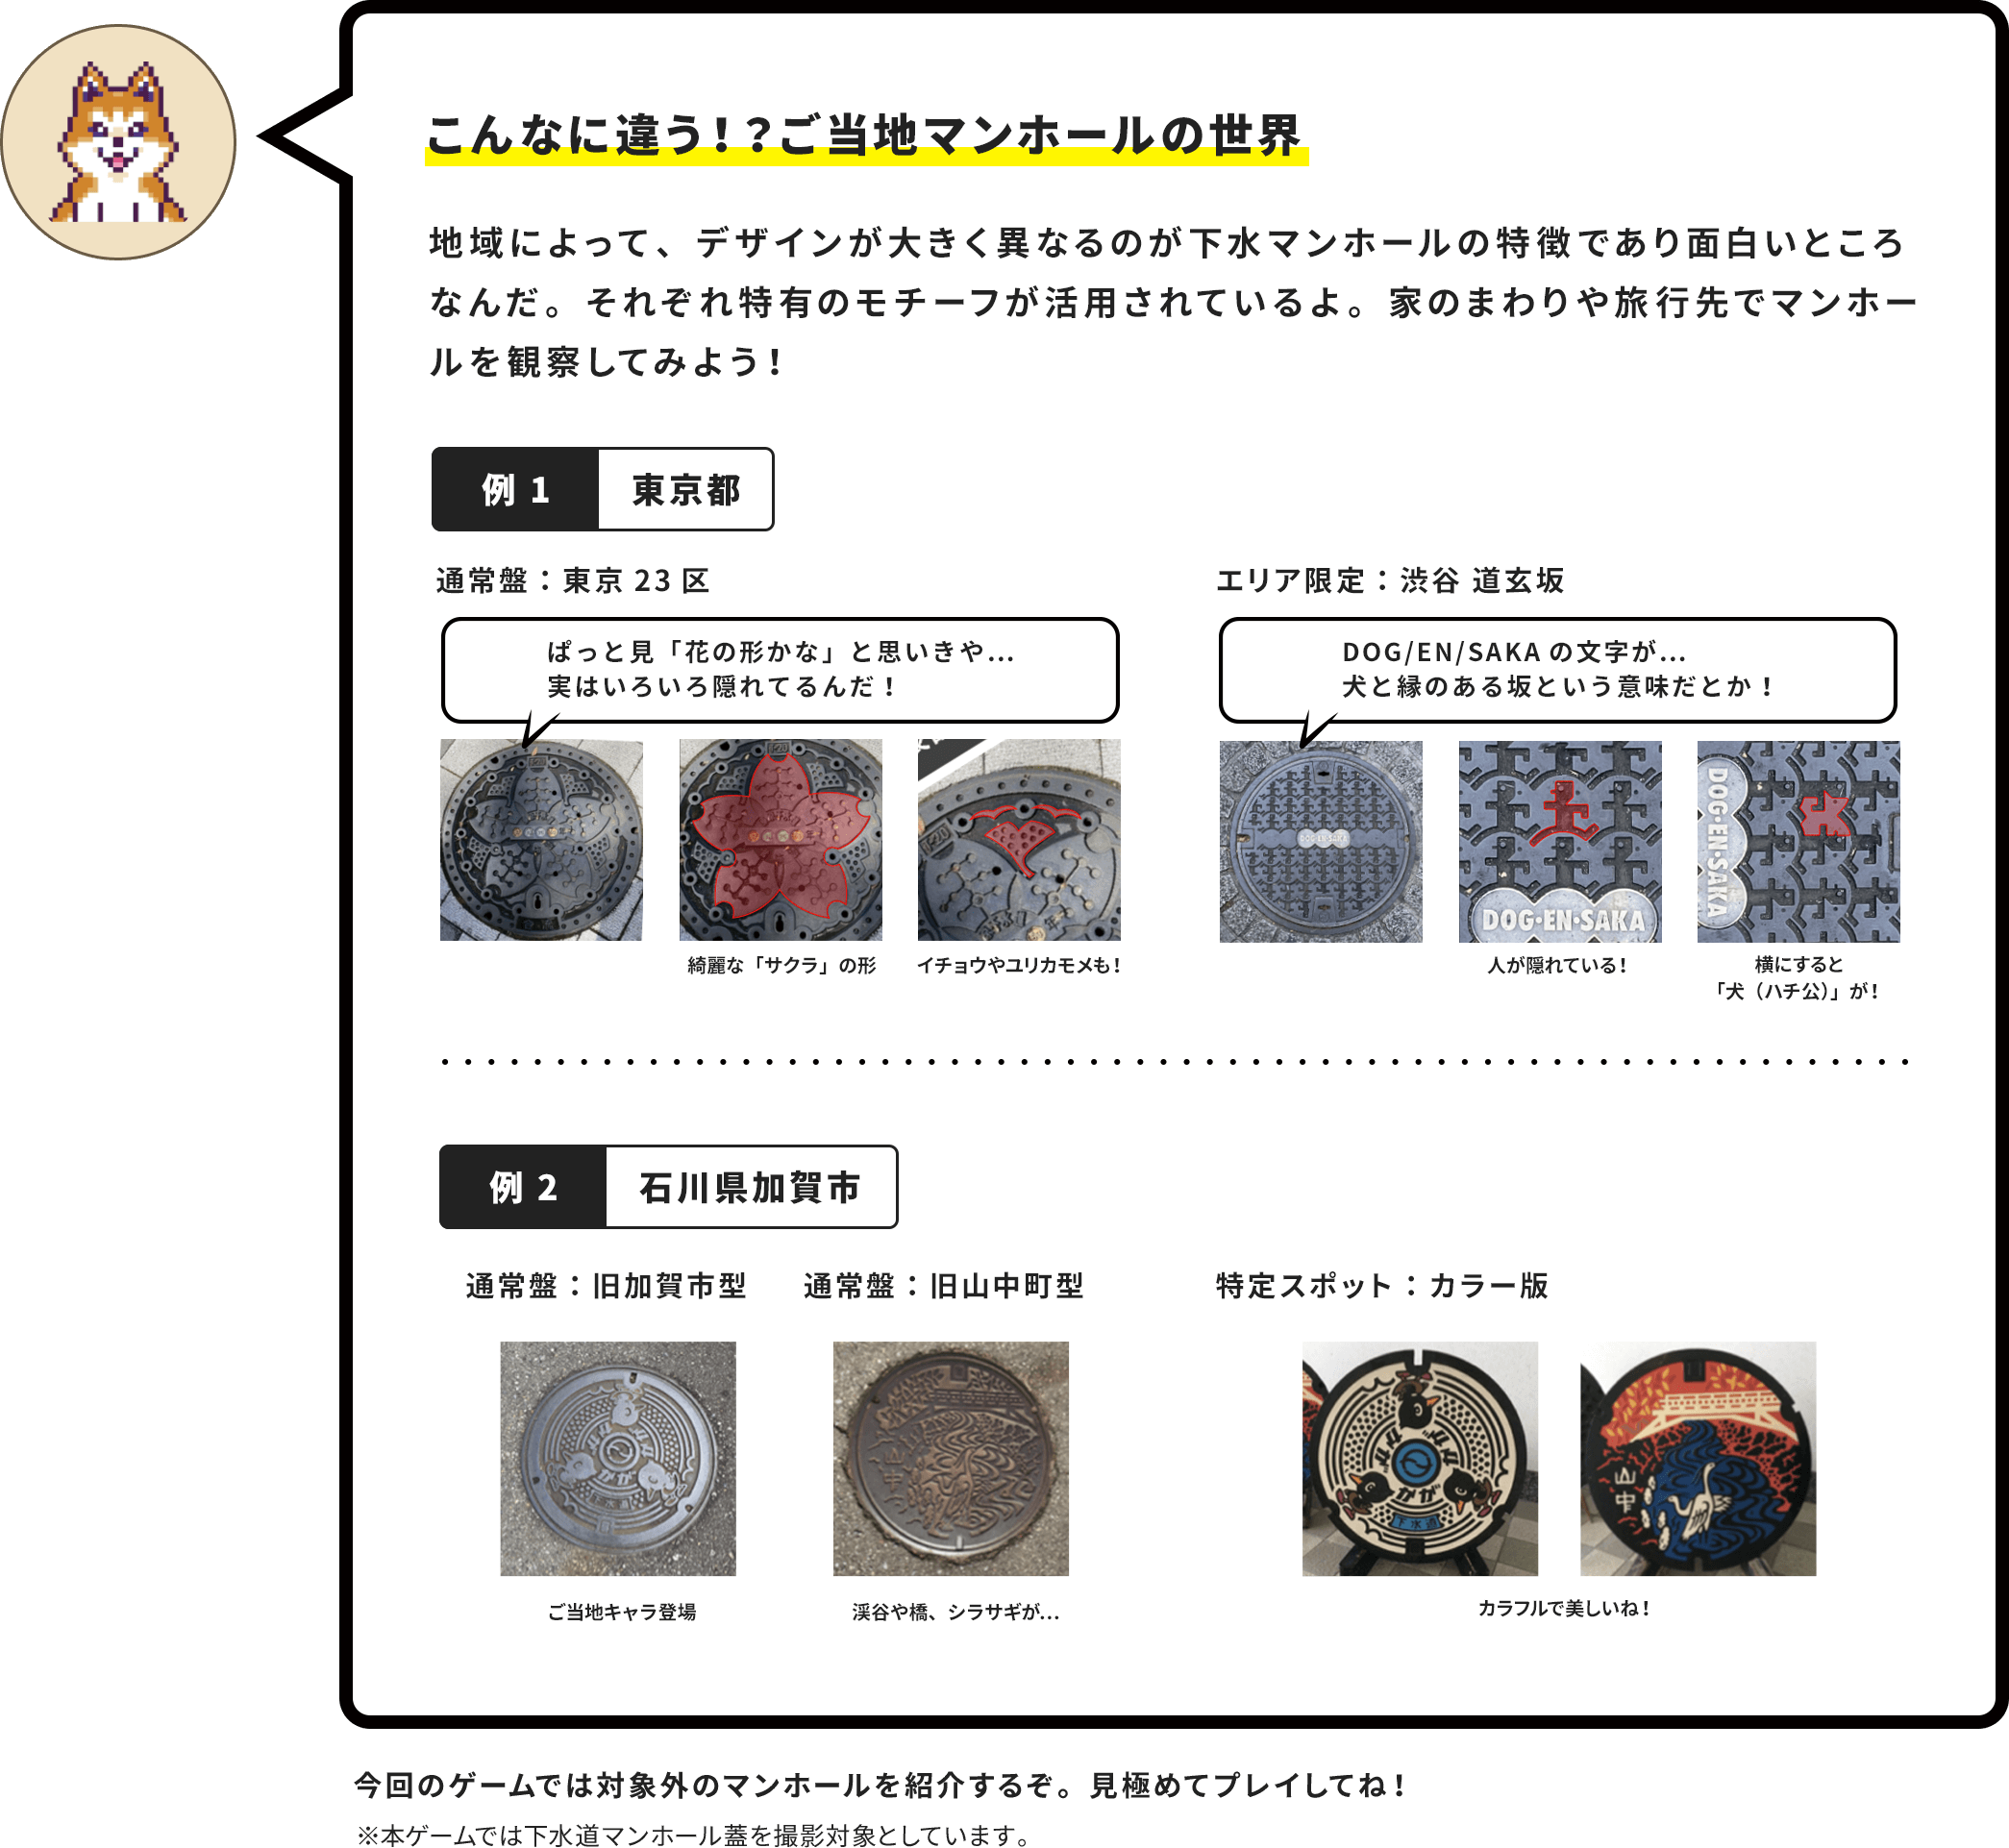 こんなに違う！？ご当地マンホールの世界
地域によって、デザインが大きく異なるのが下水マンホールの特徴であり面白いところ
なんだ。それぞれ特有のモチーフが活用されているよ。家のまわりや旅行先でマンホー
ルを観察してみよう！
例 1
東京都
通常盤：東京 23 区
エリア限定：渋谷 道玄坂
ぱっと見「花の形かな」と思いきや…
実はいろいろ隠れてるんだ！
DOG/EN/SAKA の文字が…
犬と縁のある坂という意味だとか！
DOG·EN·SAKA
DOG·EN·SAKA
DOG·EN·SAKA
綺麗な「サクラ」の形
イチョウやユリカモメも！
人が隠れている！
横にすると
「犬（ハチ公）」が！
例 2
石川県加賀市
通常盤：旧加賀市型
通常盤：旧山中町型
特定スポット：カラー版
かが
下水道
山中
かが
下水道
山中
ご当地キャラ登場
渓谷や橋、シラサギが…
カラフルで美しいね！
今回のゲームでは対象外のマンホールを紹介するぞ。見極めてプレイしてね！
※本ゲームでは下水道マンホール蓋を撮影対象としています。